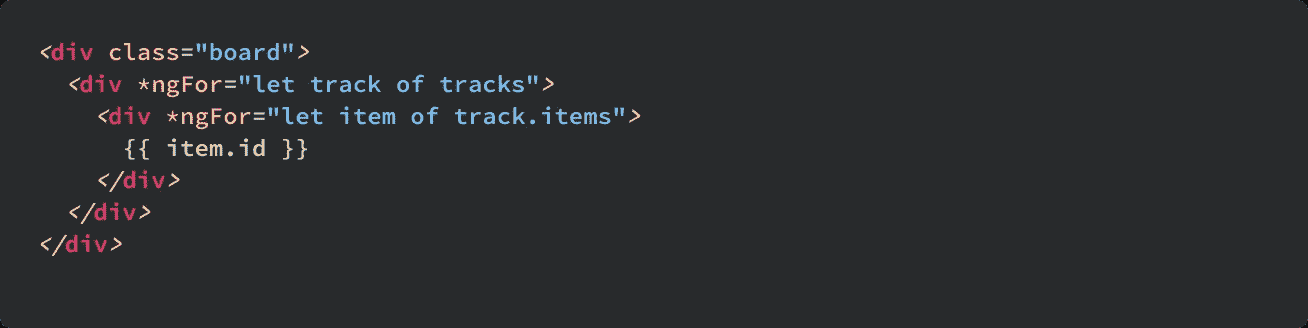 <div class="board">
  <div *ngFor="let track of tracks">
    <div *ngFor="let item of track.items">
      {{ item.id }}
    </div>
  </div>
</div>